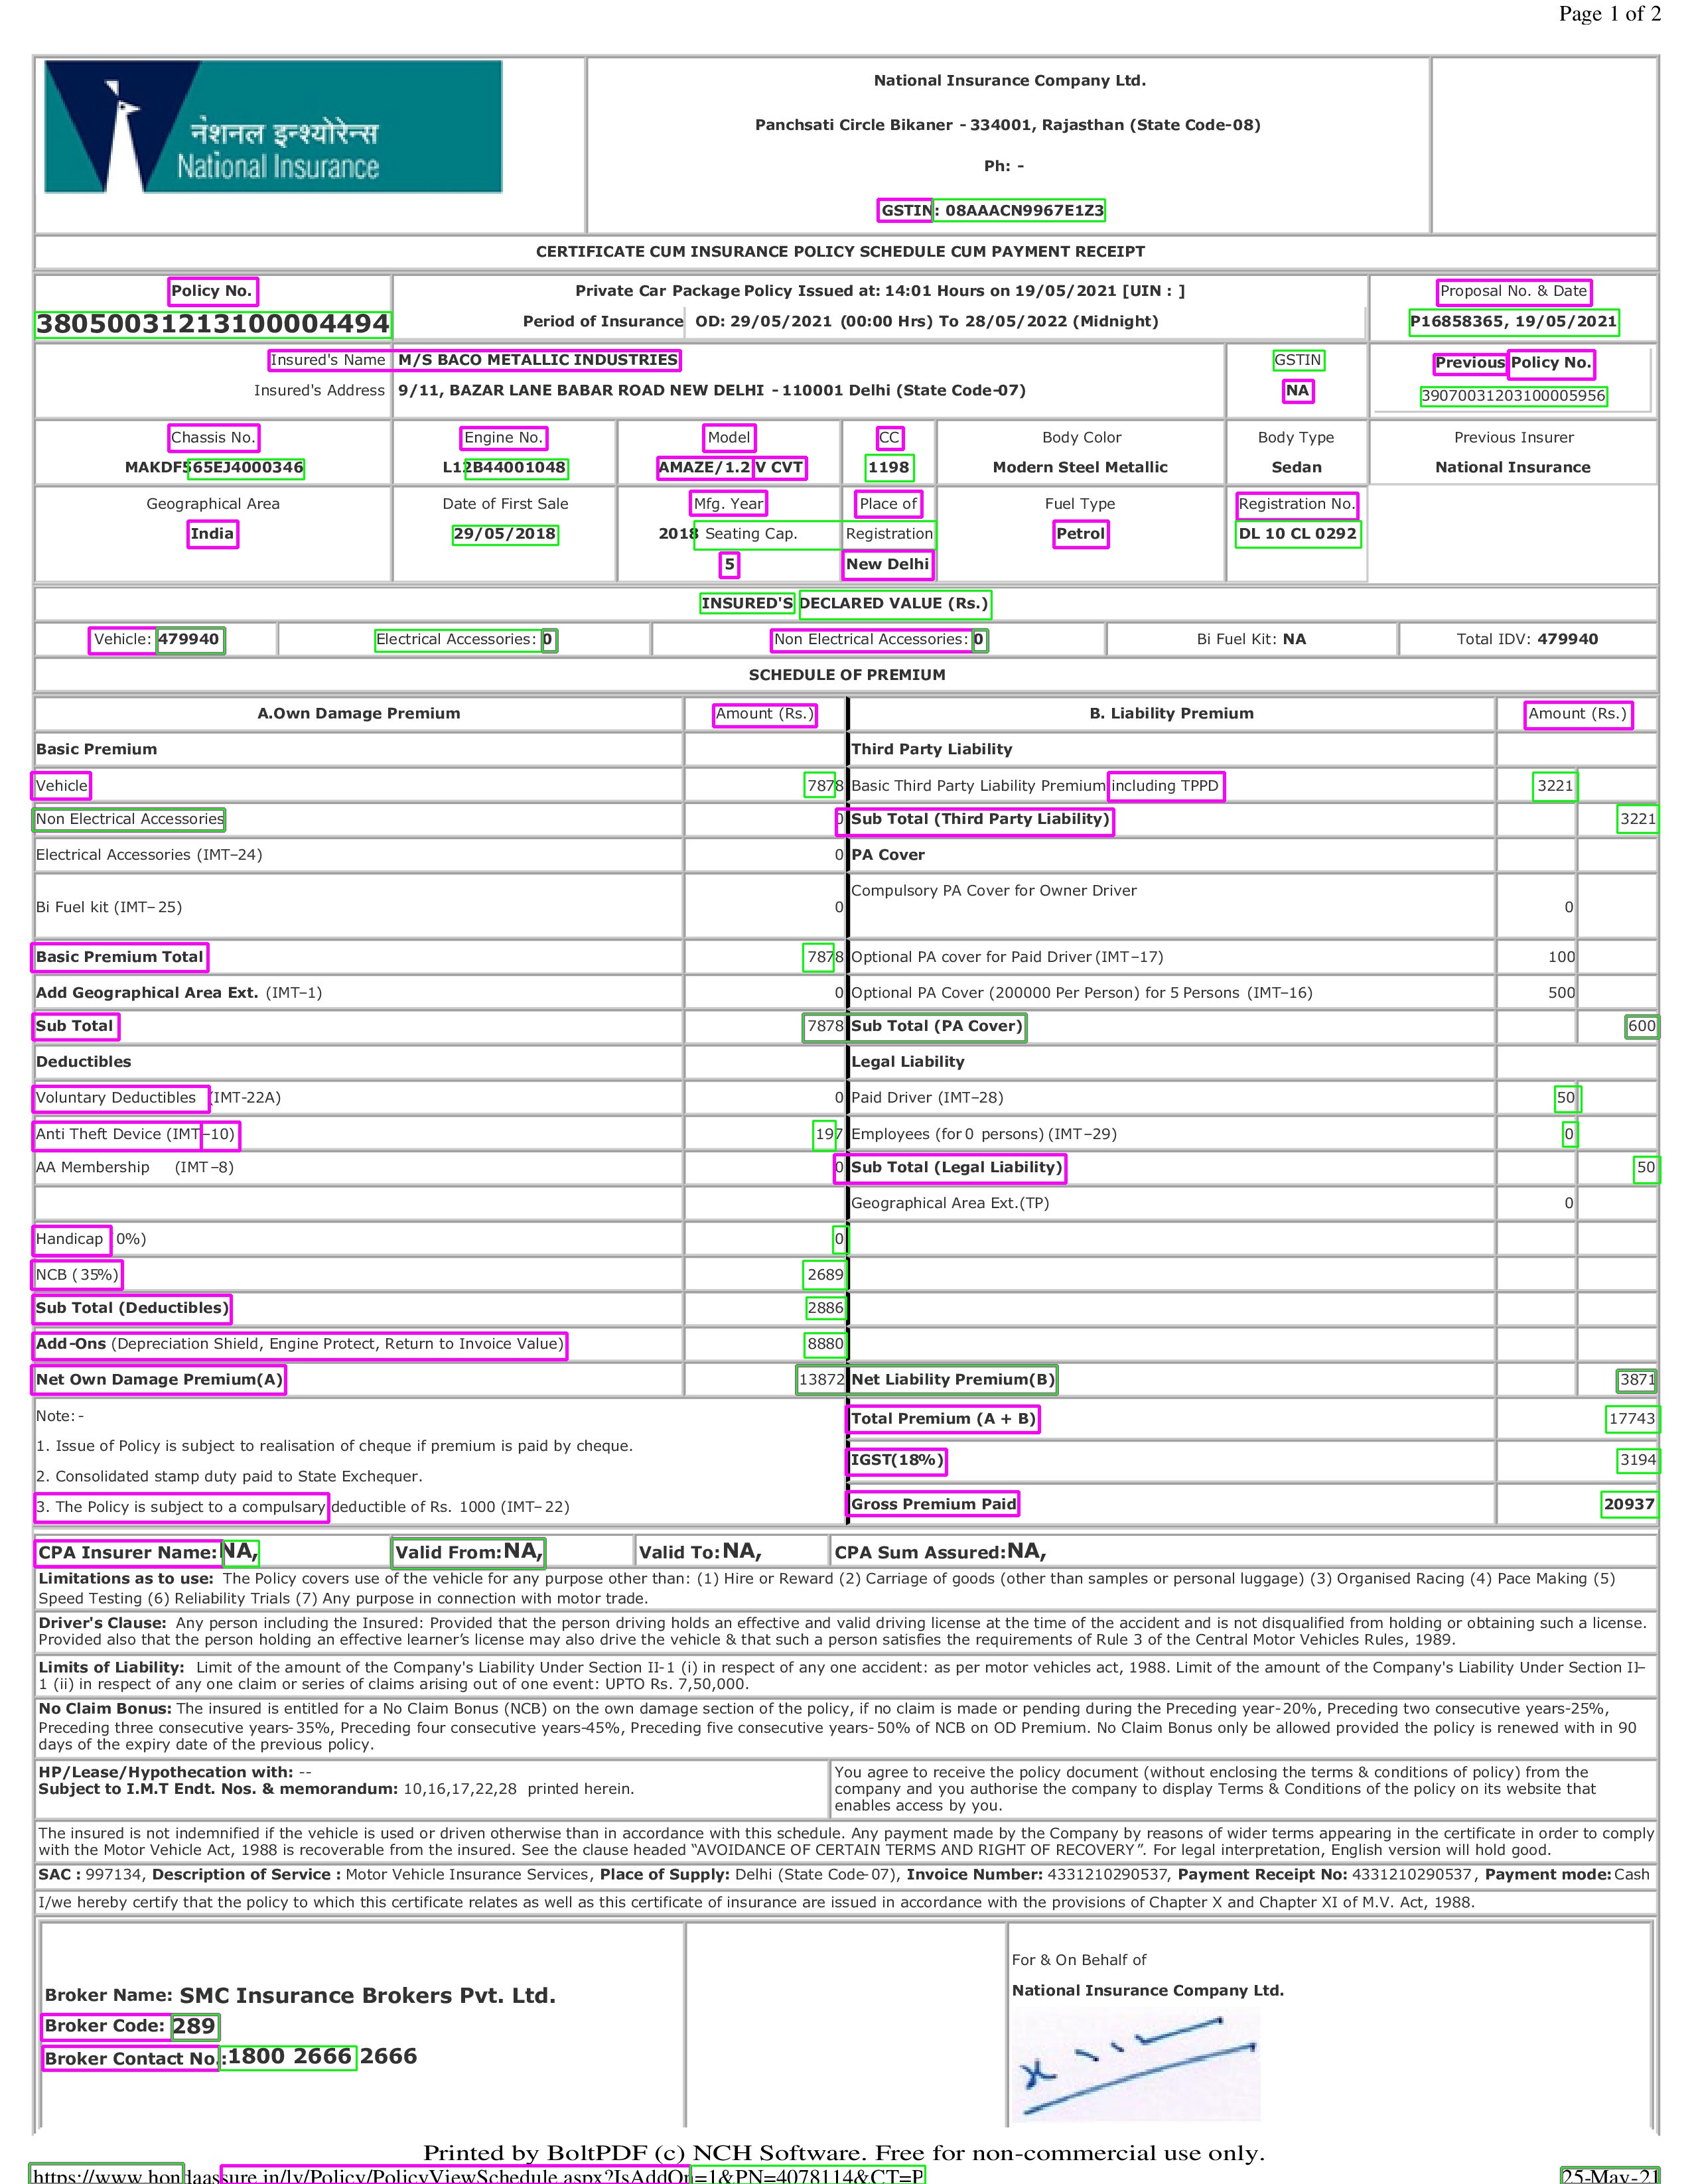 Page 1 of 2
नेशनल इन्श्योरेन्स
National Insurance
National Insurance Company Ltd.
Panchsati Circle Bikaner - 334001, Rajasthan (State Code-08)
Ph: -
GSTIN: 08AAACN9967E1Z3
CERTIFICATE CUM INSURANCE POLICY SCHEDULE CUM PAYMENT RECEIPT
Policy No. Private Car Package Policy Issued at: 14:01 Hours on 19/05/2021 [UIN : ] Proposal No. & Date
38050031213100004494 Period of Insurance OD: 29/05/2021 (00:00 Hrs) To 28/05/2022 (Midnight) P16858365, 19/05/2021
Insured's Name M/S BACO METALLIC INDUSTRIES GSTIN Previous Policy No.
Insured's Address 9/11, BAZAR LANE BABAR ROAD NEW DELHI - 110001 Delhi (State Code-07) NA 39070031203100005956
Chassis No. Engine No. Model CC Body Color Body Type Previous Insurer
MAKDF565EJ4000346 L12B44001048 AMAZE/1.2 V CVT 1198 Modern Steel Metallic Sedan National Insurance
Geographical Area Date of First Sale Mfg. Year Place of Fuel Type Registration No.
India 29/05/2018 2018 Seating Cap. Registration Petrol DL 10 CL 0292
5 New Delhi
INSURED'S DECLARED VALUE (Rs.)
Vehicle: 479940 Electrical Accessories: 0 Non Electrical Accessories: 0 Bi Fuel Kit: NA Total IDV: 479940
SCHEDULE OF PREMIUM
A.Own Damage Premium Amount (Rs.) B. Liability Premium Amount (Rs.)
Basic Premium Third Party Liability
Vehicle 7878 Basic Third Party Liability Premium including TPPD 3221
Non Electrical Accessories 0 Sub Total (Third Party Liability) 3221
Electrical Accessories (IMT-24) 0 PA Cover
Compulsory PA Cover for Owner Driver
Bi Fuel kit (IMT-25) 0 0
Basic Premium Total 7878 Optional PA cover for Paid Driver (IMT-17) 100
Add Geographical Area Ext. (IMT-1) 0 Optional PA Cover (200000 Per Person) for 5 Persons (IMT-16) 500
Sub Total 7878 Sub Total (PA Cover) 600
Deductibles Legal Liability
Voluntary Deductibles (IMT-22A) 0 Paid Driver (IMT-28) 50
Anti Theft Device (IMT-10) 197 Employees (for 0 persons) (IMT-29) 0
AA Membership (IMT-8) 0 Sub Total (Legal Liability) 50
Geographical Area Ext.(TP) 0
Handicap 0%) 0
NCB (35%) 2689
Sub Total (Deductibles) 2886
Add-Ons (Depreciation Shield, Engine Protect, Return to Invoice Value) 8880
Net Own Damage Premium(A) 13872 Net Liability Premium(B) 3871
Note:- Total Premium (A + B) 17743
1. Issue of Policy is subject to realisation of cheque if premium is paid by cheque.
IGST(18%) 3194
2. Consolidated stamp duty paid to State Exchequer.
3. The Policy is subject to a compulsary deductible of Rs. 1000 (IMT-22) Gross Premium Paid 20937
CPA Insurer Name:NA, Valid From:NA, Valid To:NA, CPA Sum Assured:NA,
Limitations as to use: The Policy covers use of the vehicle for any purpose other than: (1) Hire or Reward (2) Carriage of goods (other than samples or personal luggage) (3) Organised Racing (4) Pace Making (5)
Speed Testing (6) Reliability Trials (7) Any purpose in connection with motor trade.
Driver's Clause: Any person including the Insured: Provided that the person driving holds an effective and valid driving license at the time of the accident and is not disqualified from holding or obtaining such a license.
Provided also that the person holding an effective learner's license may also drive the vehicle & that such a person satisfies the requirements of Rule 3 of the Central Motor Vehicles Rules, 1989.
Limits of Liability: Limit of the amount of the Company's Liability Under Section II-1 (i) in respect of any one accident: as per motor vehicles act, 1988. Limit of the amount of the Company's Liability Under Section II-
1 (ii) in respect of any one claim or series of claims arising out of one event: UPTO Rs. 7,50,000.
No Claim Bonus: The insured is entitled for a No Claim Bonus (NCB) on the own damage section of the policy, if no claim is made or pending during the Preceding year-20%, Preceding two consecutive years-25%,
Preceding three consecutive years-35%, Preceding four consecutive years-45%, Preceding five consecutive years-50% of NCB on OD Premium. No Claim Bonus only be allowed provided the policy is renewed with in 90
days of the expiry date of the previous policy.
HP/Lease/Hypothecation with: --
Subject to I.M.T Endt. Nos. & memorandum: 10,16,17,22,28 printed herein.
You agree to receive the policy document (without enclosing the terms & conditions of policy) from the
company and you authorise the company to display Terms & Conditions of the policy on its website that
enables access by you.
The insured is not indemnified if the vehicle is used or driven otherwise than in accordance with this schedule. Any payment made by the Company by reasons of wider terms appearing in the certificate in order to comply
with the Motor Vehicle Act, 1988 is recoverable from the insured. See the clause headed "AVOIDANCE OF CERTAIN TERMS AND RIGHT OF RECOVERY". For legal interpretation, English version will hold good.
SAC : 997134, Description of Service : Motor Vehicle Insurance Services, Place of Supply: Delhi (State Code-07), Invoice Number: 4331210290537, Payment Receipt No: 4331210290537, Payment mode: Cash
I/we hereby certify that the policy to which this certificate relates as well as this certificate of insurance are issued in accordance with the provisions of Chapter X and Chapter XI of M.V. Act, 1988.
For & On Behalf of
National Insurance Company Ltd.
Broker Name: SMC Insurance Brokers Pvt. Ltd.
Broker Code: 289
Broker Contact No.:1800 2666 2666
Printed by BoltPDF (c) NCH Software. Free for non-commercial use only.
https://www.hondaassure.in/ly/Policy/PolicyViewSchedule.aspx?IsAddOn=1&PN=4078114&CT=P 25-May-21